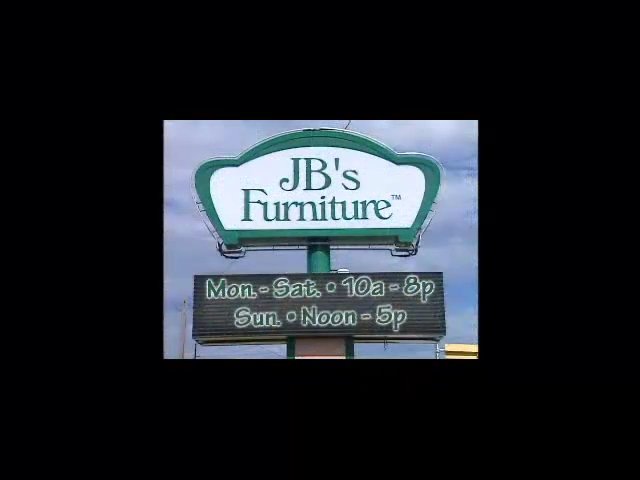 JB's
Furniture™
Mon. - Sat. • 10a - 8p
Sun. • Noon - 5p